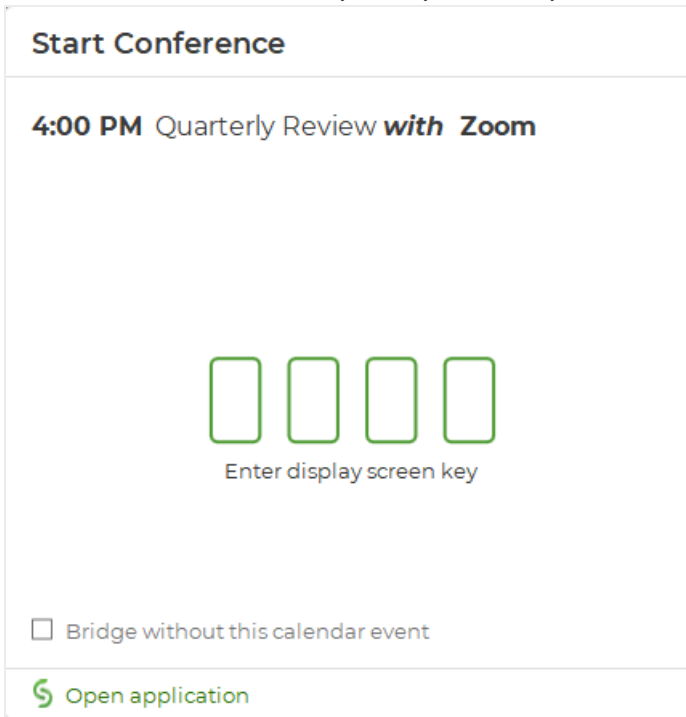 Start Conference
4:00 PM Quarterly Review with Zoom
Enter display screen key
Bridge without this calendar event
Open application